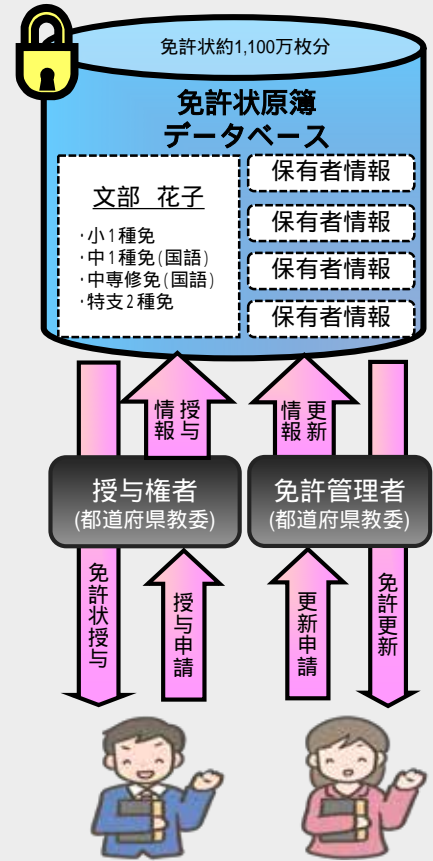 免許状約1,100万枚分
免許状原簿
データベース
文部 花子
・小1種免
・中1種免(国語)
・中専修免(国語)
・特支2種免
保有者情報
保有者情報
保有者情報
保有者情報
授与情報
更新情報
授与権者
(都道府県教委)
免許管理者
(都道府県教委)
免許状授与
授与申請
更新申請
免許更新